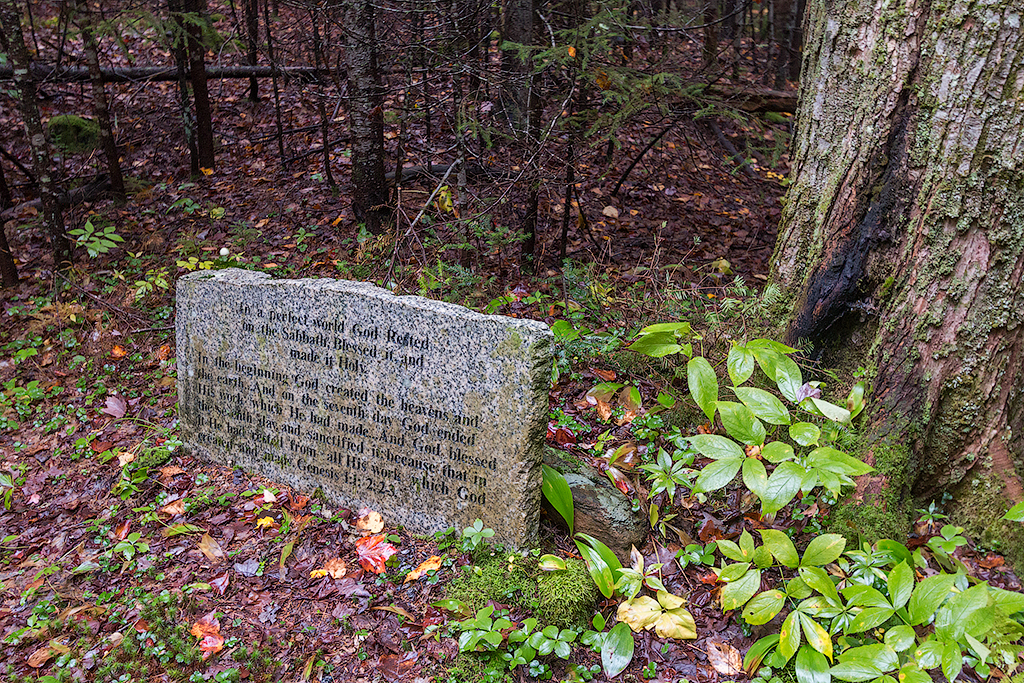 In a perfect world God Rested
on the Sabbath, Blessed it, and
made it Holy.
In the beginning God created the heavens and
the earth. And on the seventh day God ended
His work which He had made. And God blessed
the Seventh day and sanctified it: because that in
it He had rested from all His work which God
created and made. Genesis 1:1; 2:2,3.